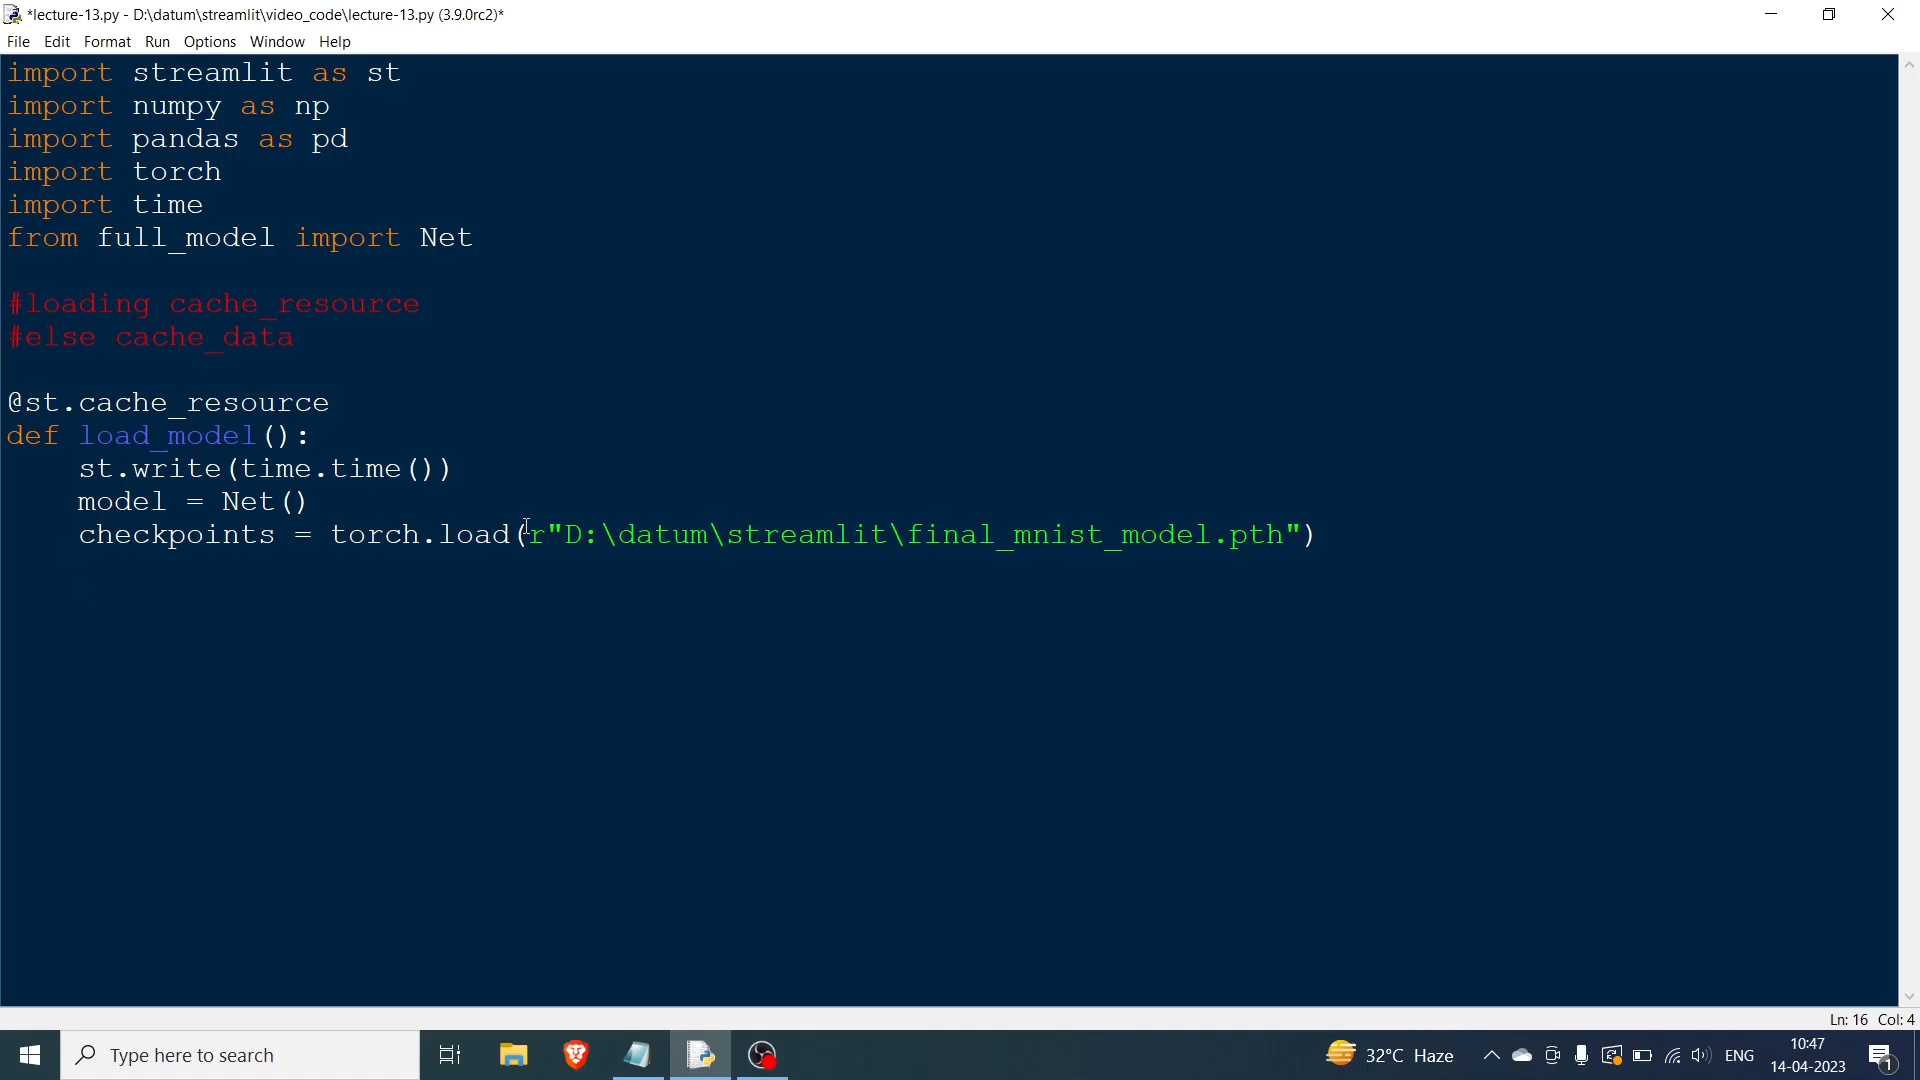 *lecture-13.py - D:\datum\streamlit\video_code\lecture-13.py (3.9.0rc2)*
File Edit Format Run Options Window Help
import streamlit as st
import numpy as np
import pandas as pd
import torch
import time
from full_model import Net
#loading cache_resource
#else cache_data
@st.cache_resource
def load_model():
    st.write(time.time())
    model = Net()
    checkpoints = torch.load(r"D:\datum\streamlit\final_mnist_model.pth")
Ln: 16 Col: 4
Type here to search
32°C Haze
ENG
10:47
14-04-2023
1